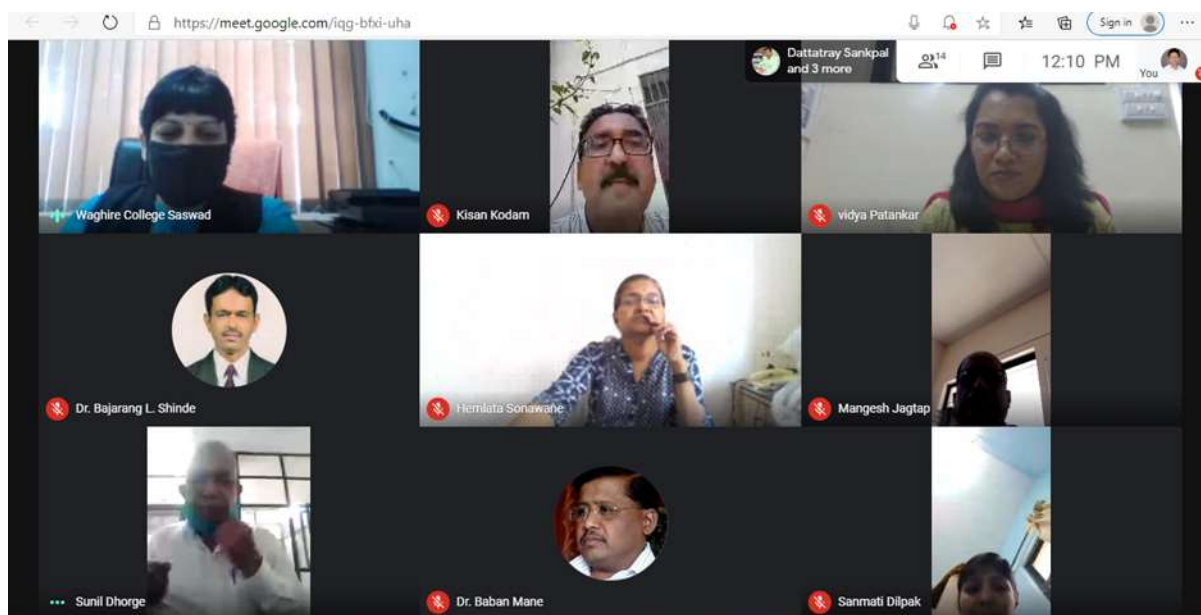 https://meet.google.com/iqg-bfxi-uha
Sign in
Dattatray Sankpal
and 3 more
14
12:10 PM
You
Waghire College Saswad
Kisan Kodam
vidya Patankar
Dr. Bajarang L. Shinde
Hemlata Sonawane
Mangesh Jagtap
Sunil Dhorge
Dr. Baban Mane
Sanmati Dilpak